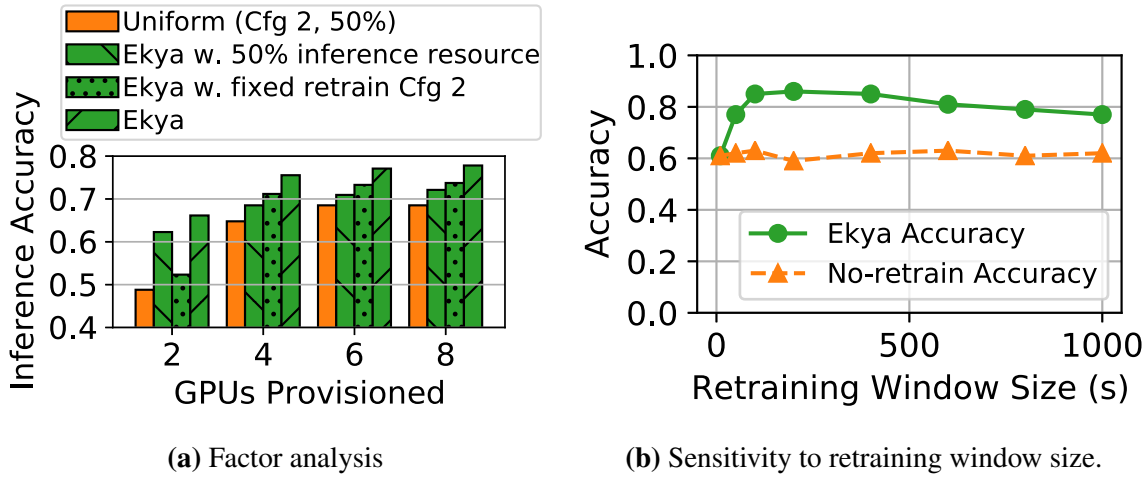 Uniform (Cfg 2, 50%)
Ekya w. 50% inference resource
Ekya w. fixed retrain Cfg 2
Ekya
Inference Accuracy
0.8
0.7
0.6
0.5
0.4
2 4 6 8
GPUs Provisioned
(a) Factor analysis
Accuracy
1.0
0.8
0.6
0.4
0.2
0.0
Ekya Accuracy
No-retrain Accuracy
0 500 1000
Retraining Window Size (s)
(b) Sensitivity to retraining window size.